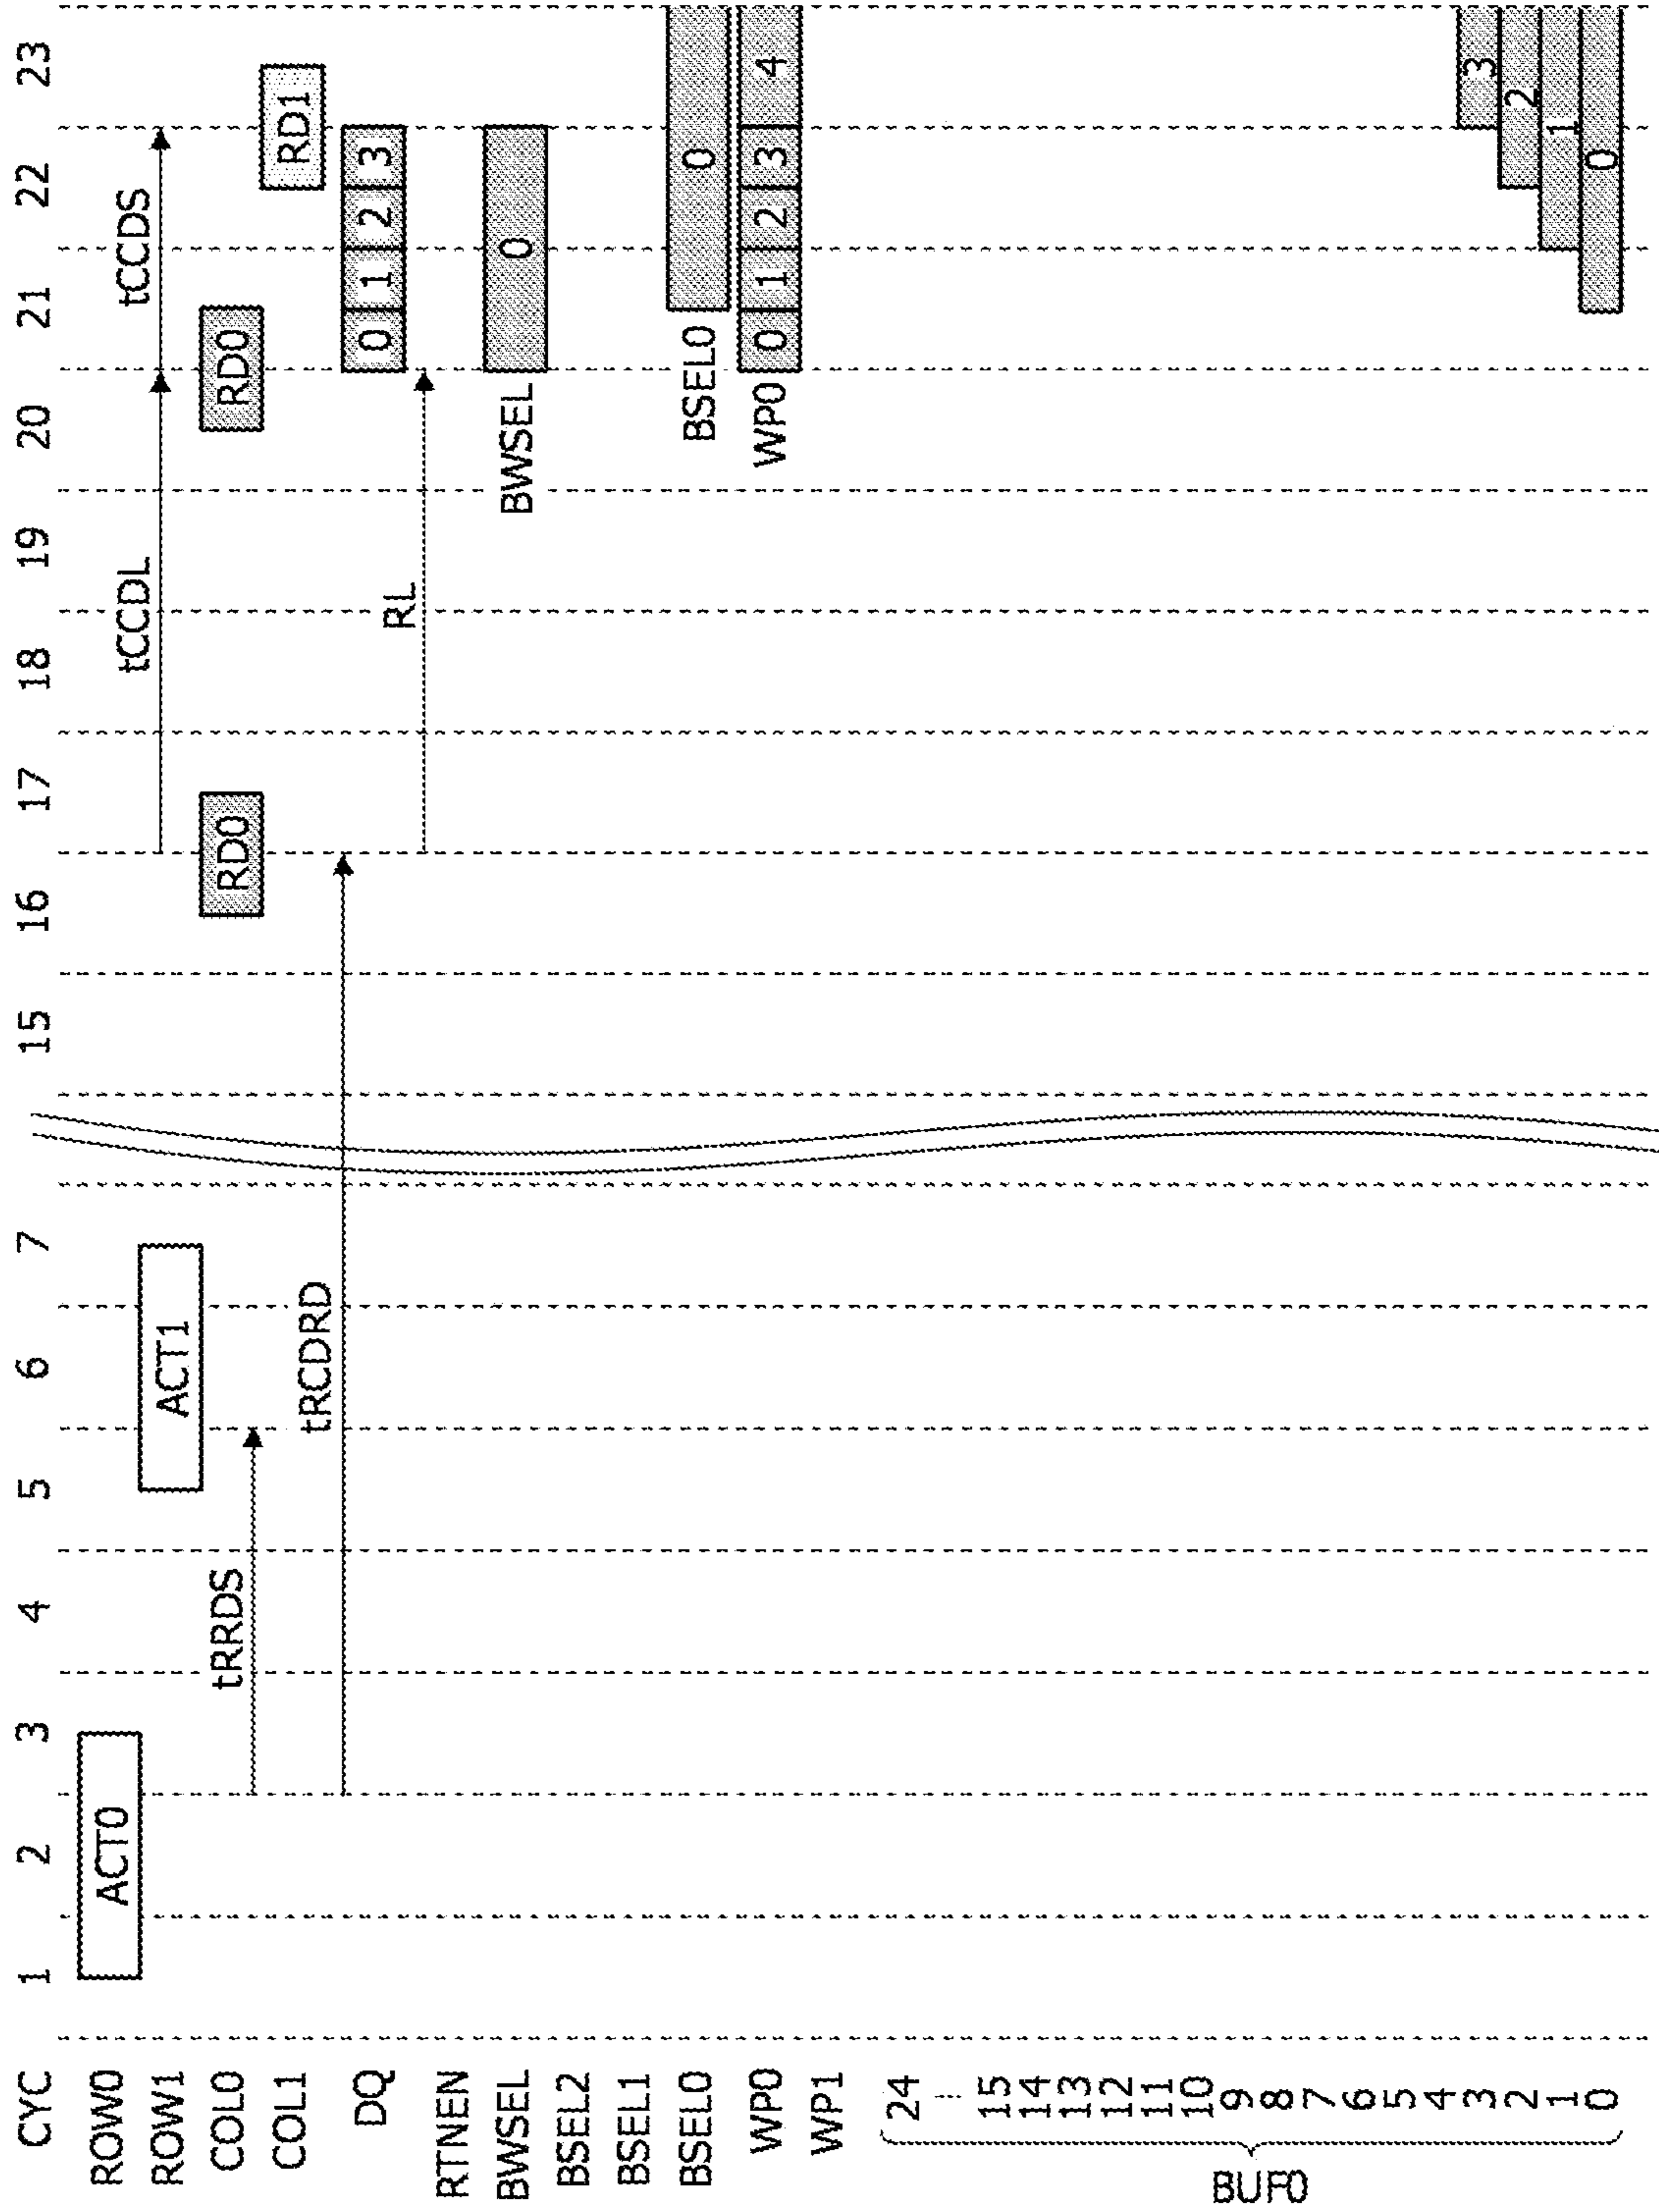 CYC 1 2 3 4 5 6 7 15 16 17 18 19 20 21 22 23
tCCDL tCCDS
ROW0 ACT0
ROW1 ACT1
COL0 tRRDS RD0 RD0
COL1 RD1
tRCDRD
DQ 0 1 2 3
RL
RTNEN
BWSEL BWSEL 0
BSEL2
BSEL1
BSEL0 BSEL0 0
WP0 WP0 0 1 2 3 4
WP1
BUF0
24
15
14
13
12
11
10
9
8
7
6
5
4
3 3
2 2
1 1
0 0